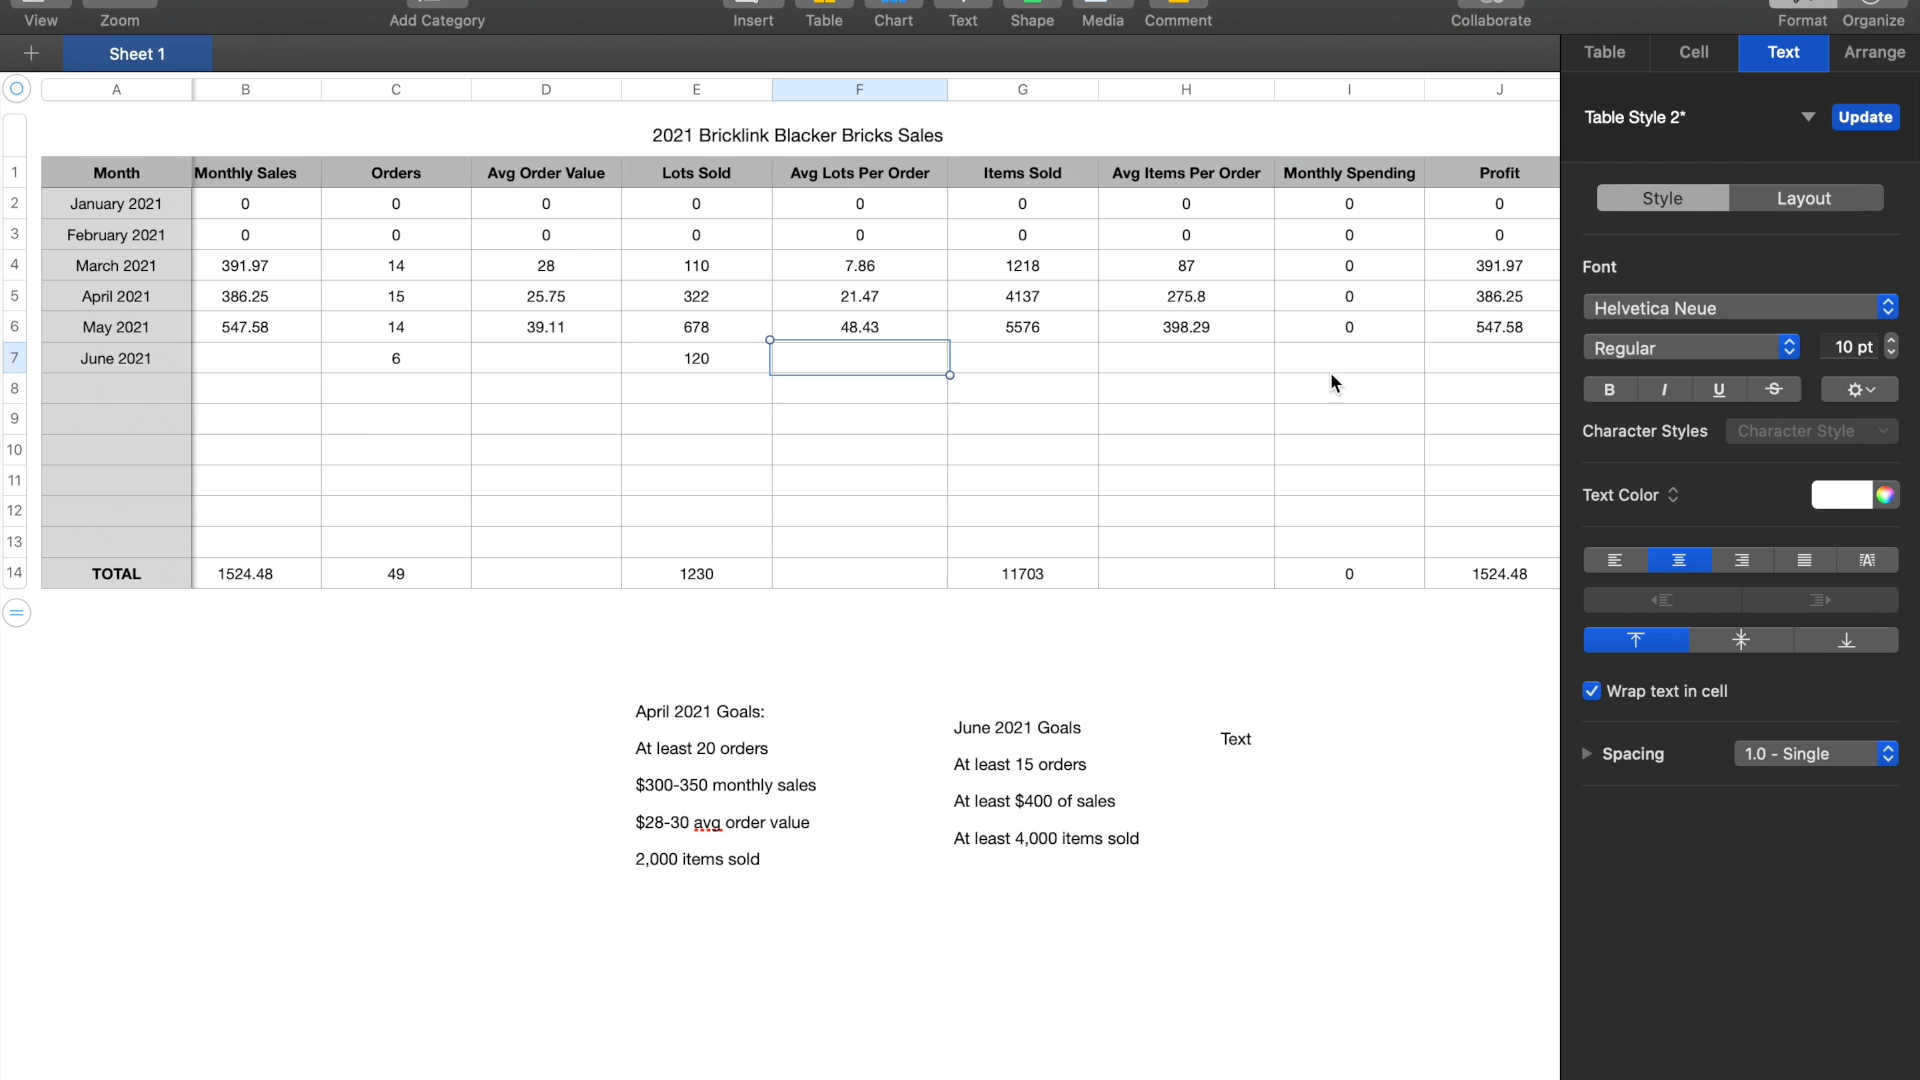 View Zoom Add Category Insert Table Chart Text Shape Media Comment Collaborate Format Organize
+ Sheet 1 Table Cell Text Arrange
A B C D E F G H I J
Table Style 2* Update
2021 Bricklink Blacker Bricks Sales
1 Month Monthly Sales Orders Avg Order Value Lots Sold Avg Lots Per Order Items Sold Avg Items Per Order Monthly Spending Profit
2 January 2021 0 0 0 0 0 0 0 0 0
3 February 2021 0 0 0 0 0 0 0 0 0
4 March 2021 391.97 14 28 110 7.86 1218 87 0 391.97
5 April 2021 386.25 15 25.75 322 21.47 4137 275.8 0 386.25
6 May 2021 547.58 14 39.11 678 48.43 5576 398.29 0 547.58
7 June 2021 6 120
8
9
10
11
12
13
14 TOTAL 1524.48 49 1230 11703 0 1524.48
April 2021 Goals:
At least 20 orders
$300-350 monthly sales
$28-30 avg order value
2,000 items sold
June 2021 Goals
At least 15 orders
At least $400 of sales
At least 4,000 items sold
Text
Style Layout
Font
Helvetica Neue
Regular 10 pt
B I U S
Character Styles Character Style
Text Color
Wrap text in cell
Spacing 1.0 - Single